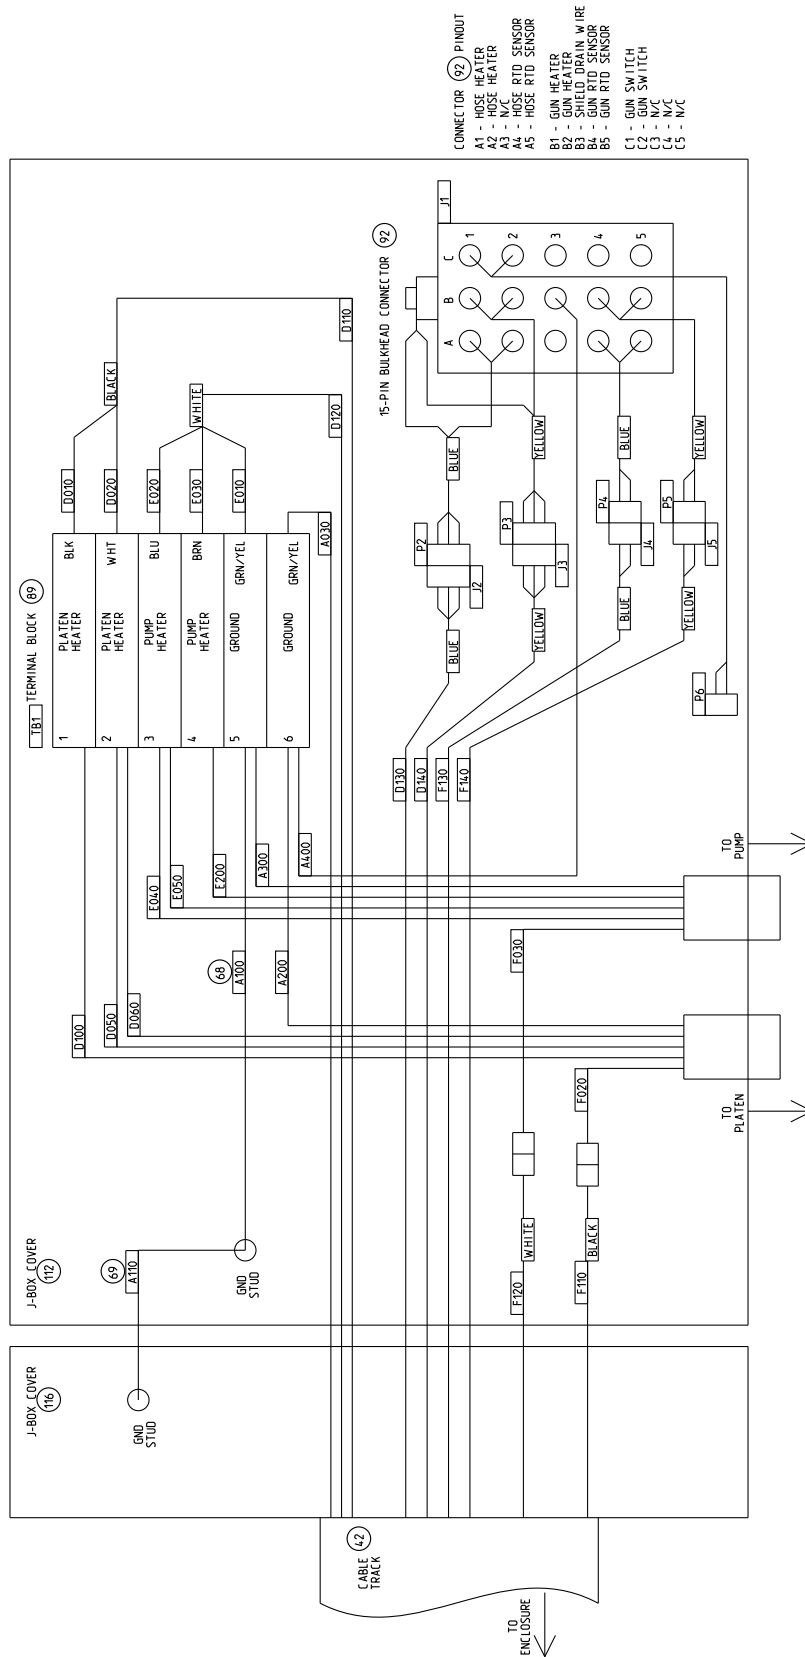 J-BOX COVER
116
J-BOX COVER
112
GND
STUD
GND
STUD
69
A110
68
A100
A200
CABLE
TRACK
42
TO
ENCLOSURE
TB1
TERMINAL BLOCK 89
1 PLATEN HEATER BLK
2 PLATEN HEATER WHT
3 PUMP HEATER BLU
4 PUMP HEATER BRN
5 GROUND GRN/YEL
6 GROUND GRN/YEL
D010
D020
E020
E030
E010
BLACK
WHITE
D110
D120
A030
D100
D050
D060
E040
E050
E200
A300
A400
D130
D140
F130
F140
F120
WHITE
F030
F110
BLACK
F020
TO
PLATEN
TO
PUMP
BLUE
J2
P2
BLUE
YELLOW
J3
P3
YELLOW
BLUE
J4
P4
BLUE
YELLOW
J5
P5
YELLOW
P6
15-PIN BULKHEAD CONNECTOR 92
J1
A B C
1
2
3
4
5
CONNECTOR 92 PINOUT
A1 - HOSE HEATER
A2 - HOSE HEATER
A3 - N/C
A4 - HOSE RTD SENSOR
A5 - HOSE RTD SENSOR
B1 - GUN HEATER
B2 - GUN HEATER
B3 - SHIELD DRAIN WIRE
B4 - GUN RTD SENSOR
B5 - GUN RTD SENSOR
C1 - GUN SWITCH
C2 - GUN SWITCH
C3 - N/C
C4 - N/C
C5 - N/C